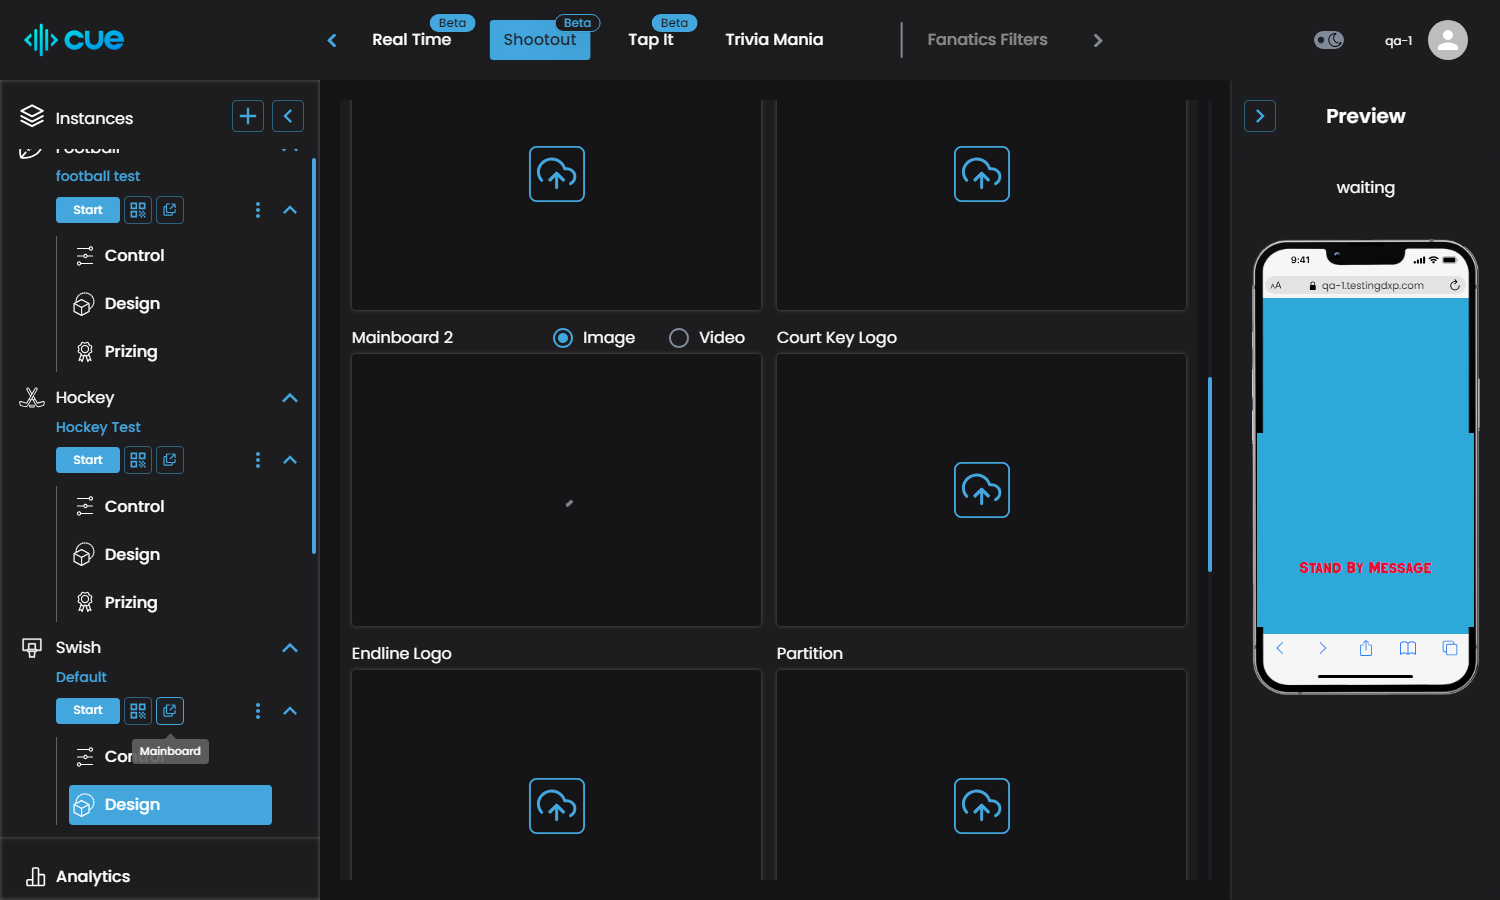 cue
Real Time
Beta
Shootout
Beta
Tap It
Beta
Trivia Mania
Fanatics Filters
qa-1
Instances
Football
football test
Start
Control
Design
Prizing
Hockey
Hockey Test
Start
Control
Design
Prizing
Swish
Default
Start
Mainboard
Control
Design
Analytics
Mainboard 2
Image
Video
Court Key Logo
Endline Logo
Partition
Preview
waiting
9:41
AA
qa-1.testingdxp.com
Stand By Message